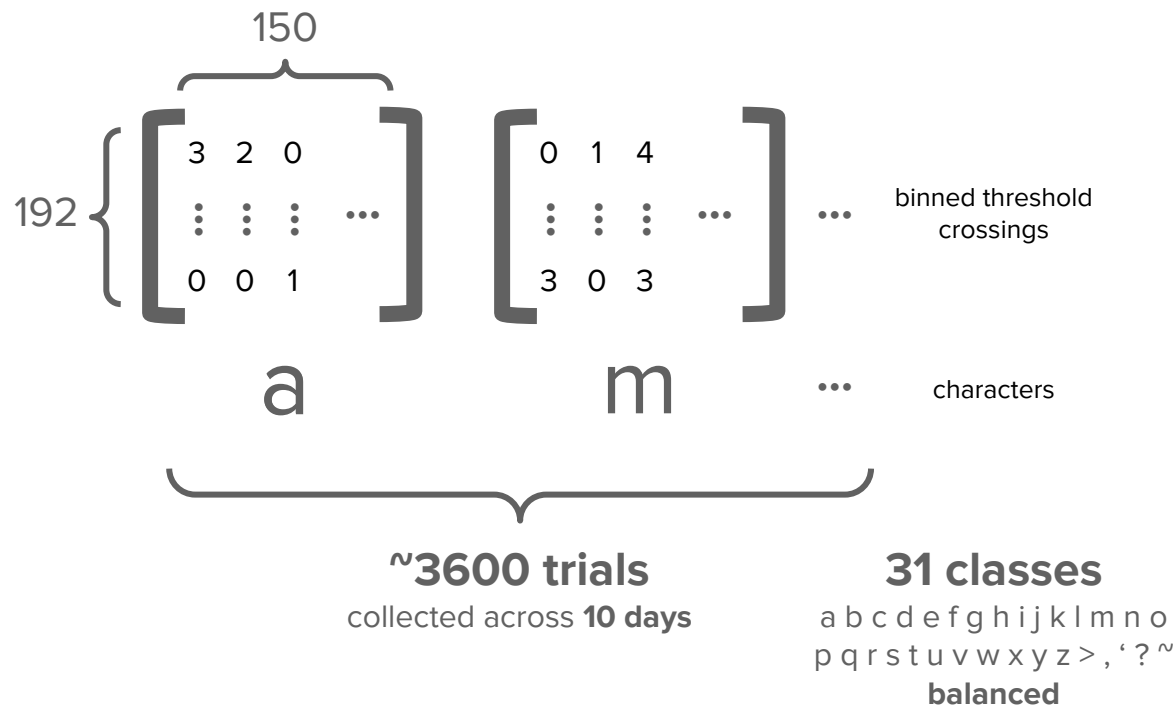 150
192
3 2 0
⋮ ⋮ ⋮ ...
0 0 1
0 1 4
⋮ ⋮ ⋮ ...
3 0 3
...
binned threshold
crossings
a m ... characters
~3600 trials
collected across 10 days
31 classes
a b c d e f g h i j k l m n o
p q r s t u v w x y z > , ‘ ? ~
balanced